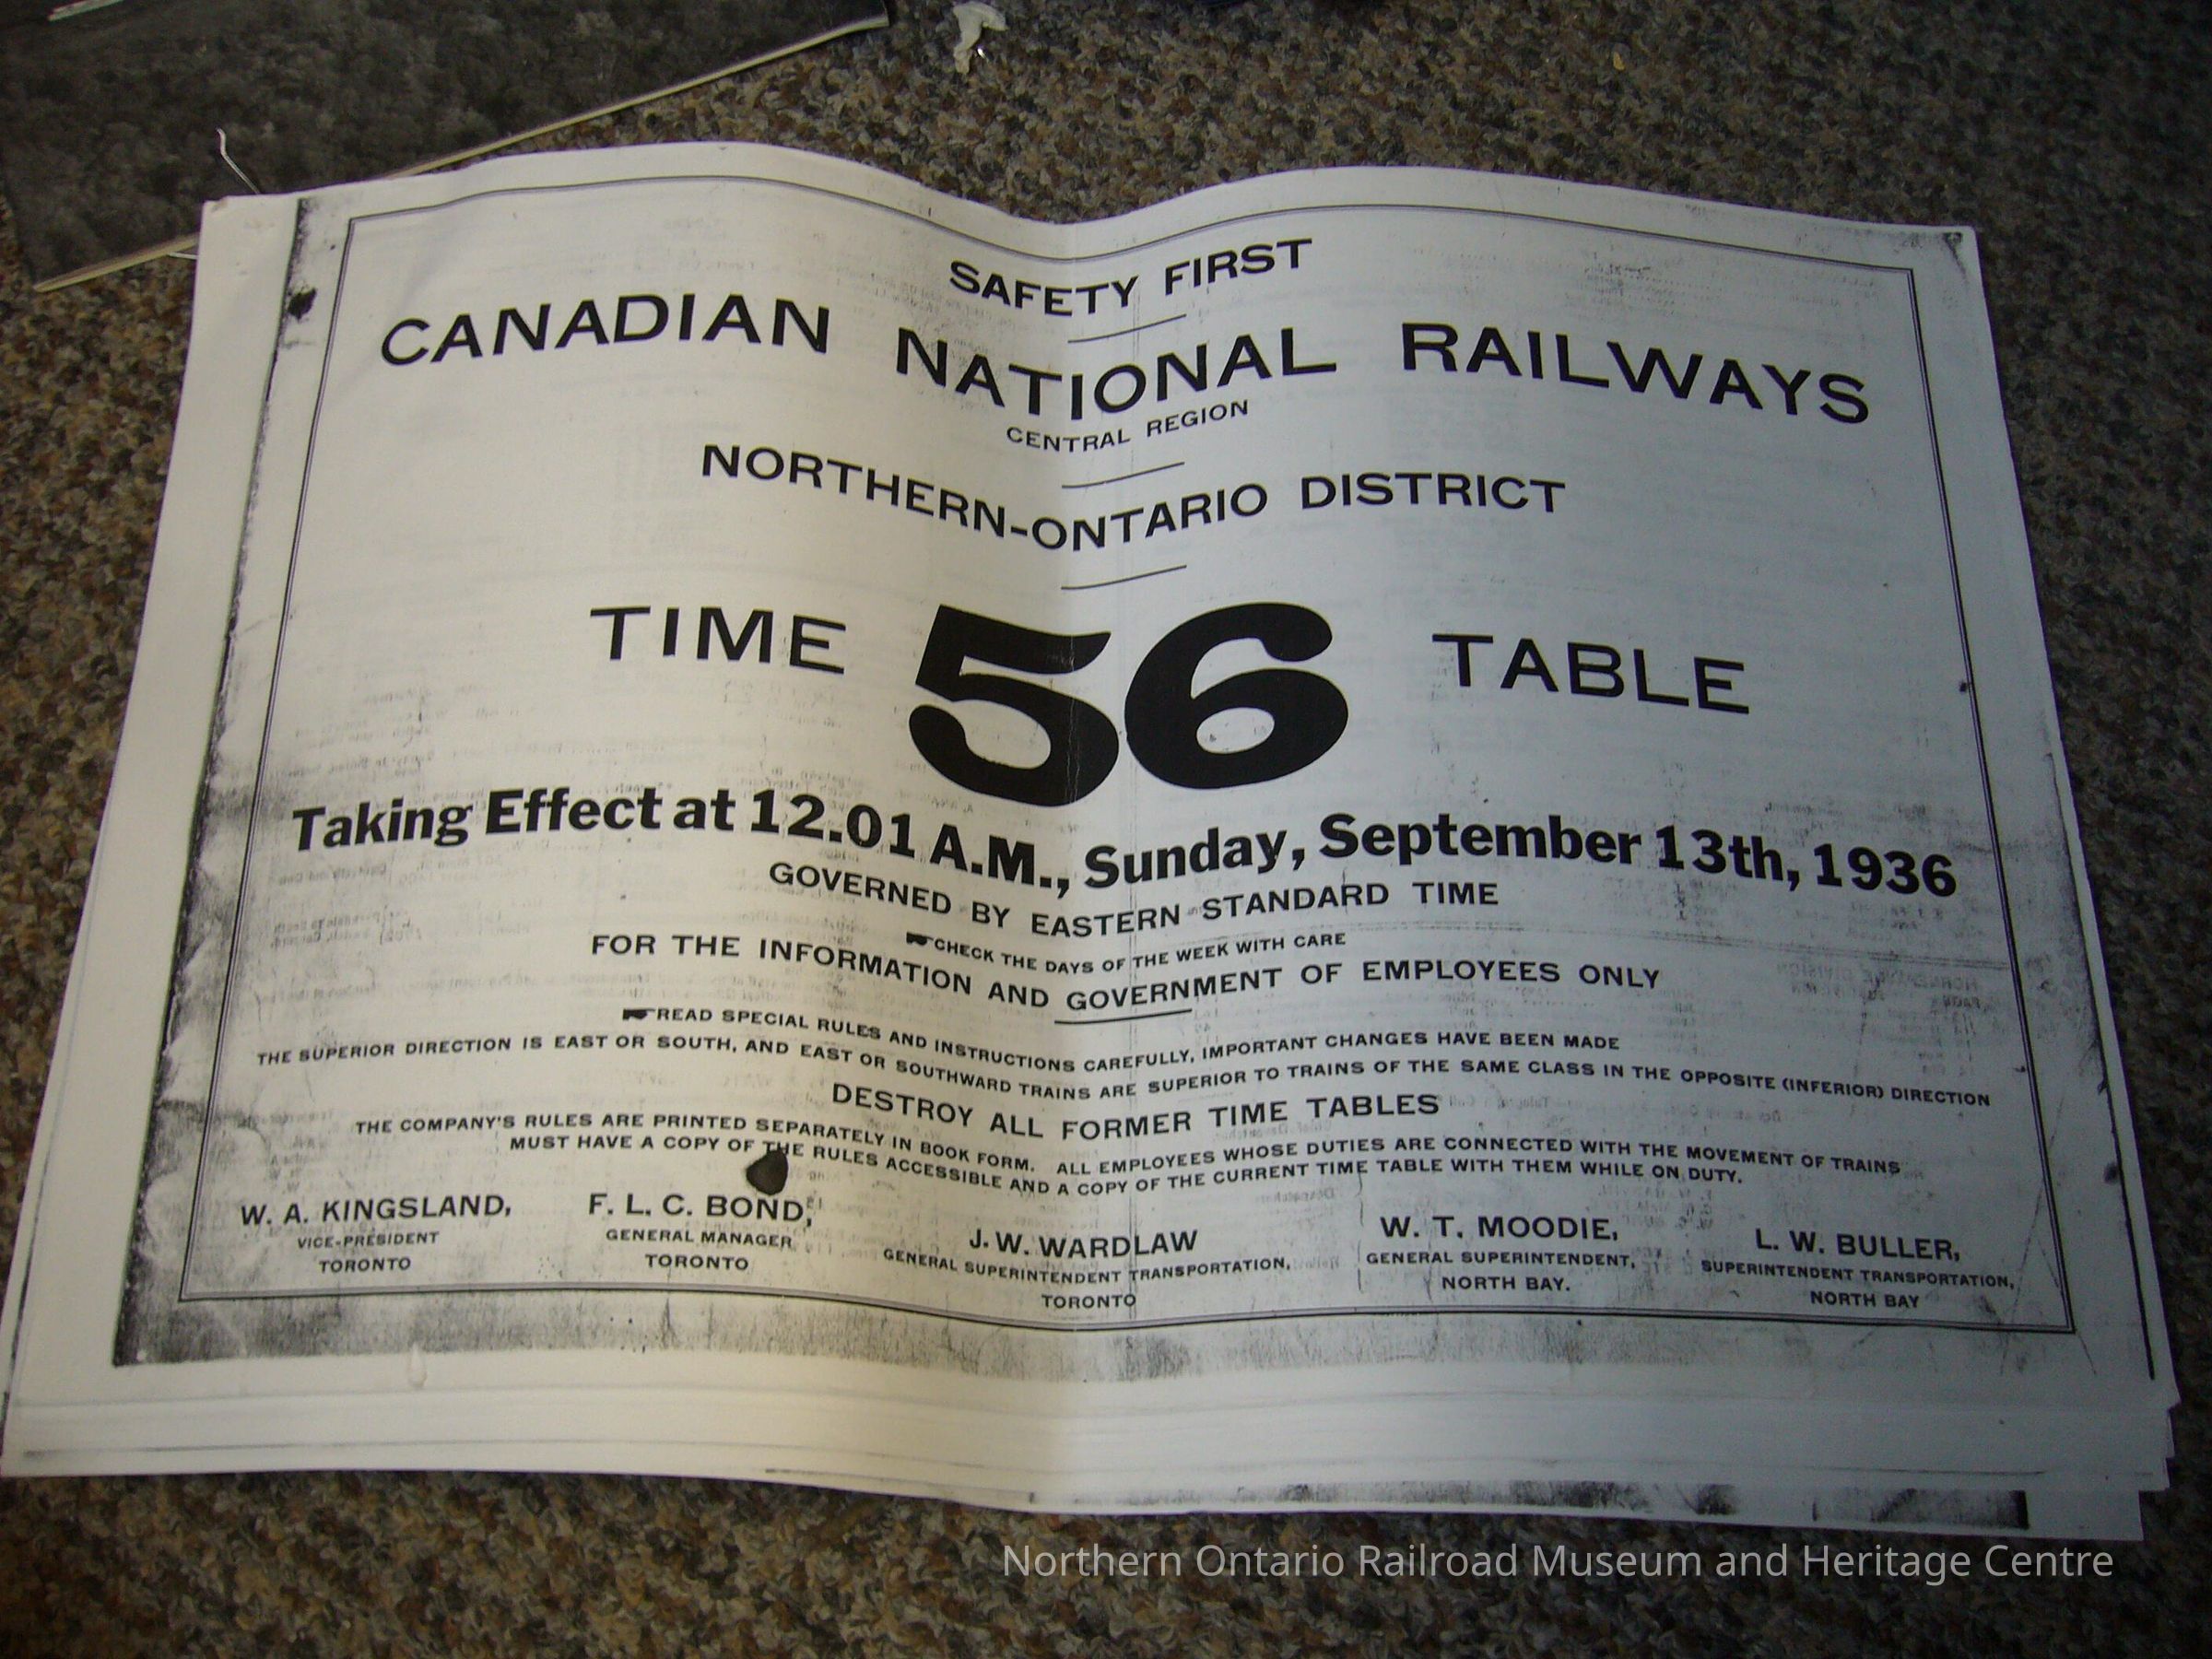 SAFETY FIRST
CANADIAN NATIONAL RAILWAYS
CENTRAL REGION
NORTHERN-ONTARIO DISTRICT
TIME 56 TABLE
Taking Effect at 12.01 A.M., Sunday, September 13th, 1936
GOVERNED BY EASTERN STANDARD TIME
CHECK THE DAYS OF THE WEEK WITH CARE
FOR THE INFORMATION AND GOVERNMENT OF EMPLOYEES ONLY
READ SPECIAL RULES AND INSTRUCTIONS CAREFULLY, IMPORTANT CHANGES HAVE BEEN MADE
THE SUPERIOR DIRECTION IS EAST OR SOUTH, AND EAST OR SOUTHWARD TRAINS ARE SUPERIOR TO TRAINS OF THE SAME CLASS IN THE OPPOSITE (INFERIOR) DIRECTION
DESTROY ALL FORMER TIME TABLES
THE COMPANY'S RULES ARE PRINTED SEPARATELY IN BOOK FORM. ALL EMPLOYEES WHOSE DUTIES ARE CONNECTED WITH THE MOVEMENT OF TRAINS
MUST HAVE A COPY OF THE RULES ACCESSIBLE AND A COPY OF THE CURRENT TIME TABLE WITH THEM WHILE ON DUTY.
W. A. KINGSLAND,
VICE-PRESIDENT
TORONTO
F. L. C. BOND,
GENERAL MANAGER
TORONTO
J. W. WARDLAW
GENERAL SUPERINTENDENT TRANSPORTATION,
TORONTO
W. T. MOODIE,
GENERAL SUPERINTENDENT,
NORTH BAY.
L. W. BULLER,
SUPERINTENDENT TRANSPORTATION,
NORTH BAY
Northern Ontario Railroad Museum and Heritage Centre